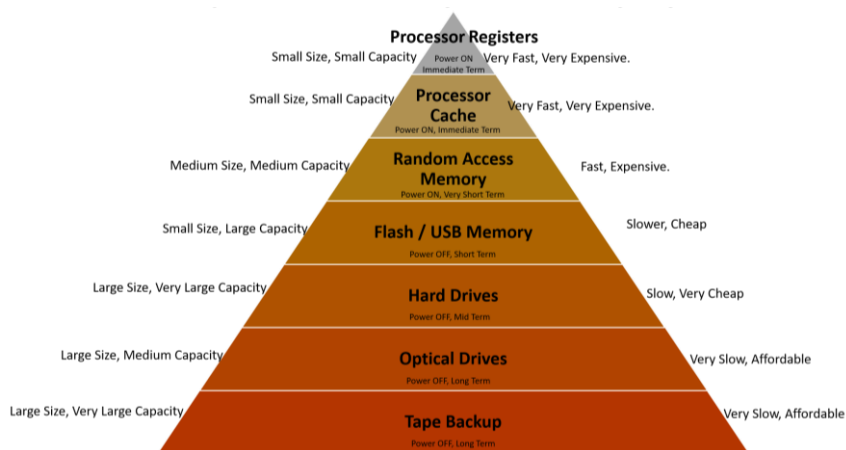 Processor Registers
Small Size, Small Capacity
Power ON
Immediate Term
Very Fast, Very Expensive.
Small Size, Small Capacity
Processor
Cache
Power ON, Immediate Term
Very Fast, Very Expensive.
Medium Size, Medium Capacity
Random Access
Memory
Power ON, Very Short Term
Fast, Expensive.
Small Size, Large Capacity
Flash / USB Memory
Power OFF, Short Term
Slower, Cheap
Large Size, Very Large Capacity
Hard Drives
Power OFF, Mid Term
Slow, Very Cheap
Large Size, Medium Capacity
Optical Drives
Power OFF, Long Term
Very Slow, Affordable
Large Size, Very Large Capacity
Tape Backup
Power OFF, Long Term
Very Slow, Affordable